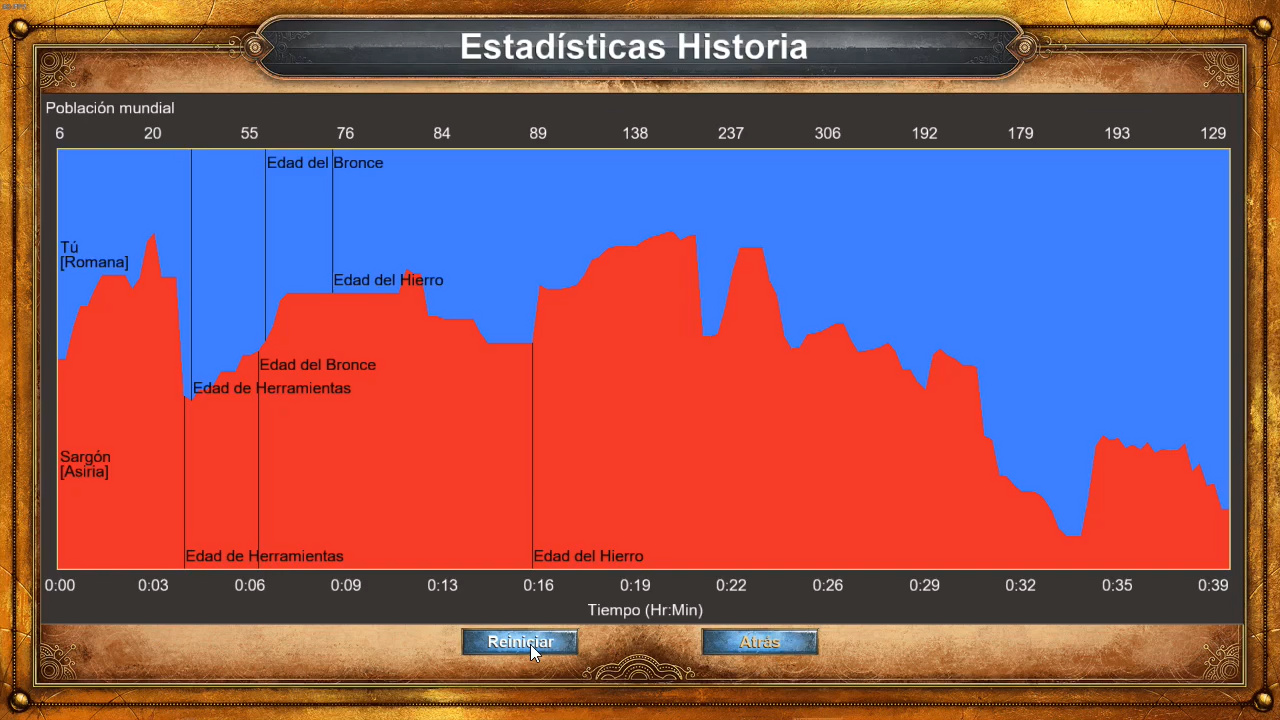 Estadísticas Historia
Población mundial
6 20 55 76 84 89 138 237 306 192 179 193 129
Edad del Bronce
Tú
[Romana]
Edad del Hierro
Edad del Bronce
Edad de Herramientas
Sargón
[Asiria]
Edad de Herramientas
Edad del Hierro
0:00 0:03 0:06 0:09 0:13 0:16 0:19 0:22 0:26 0:29 0:32 0:35 0:39
Tiempo (Hr:Min)
Reiniciar
Atrás